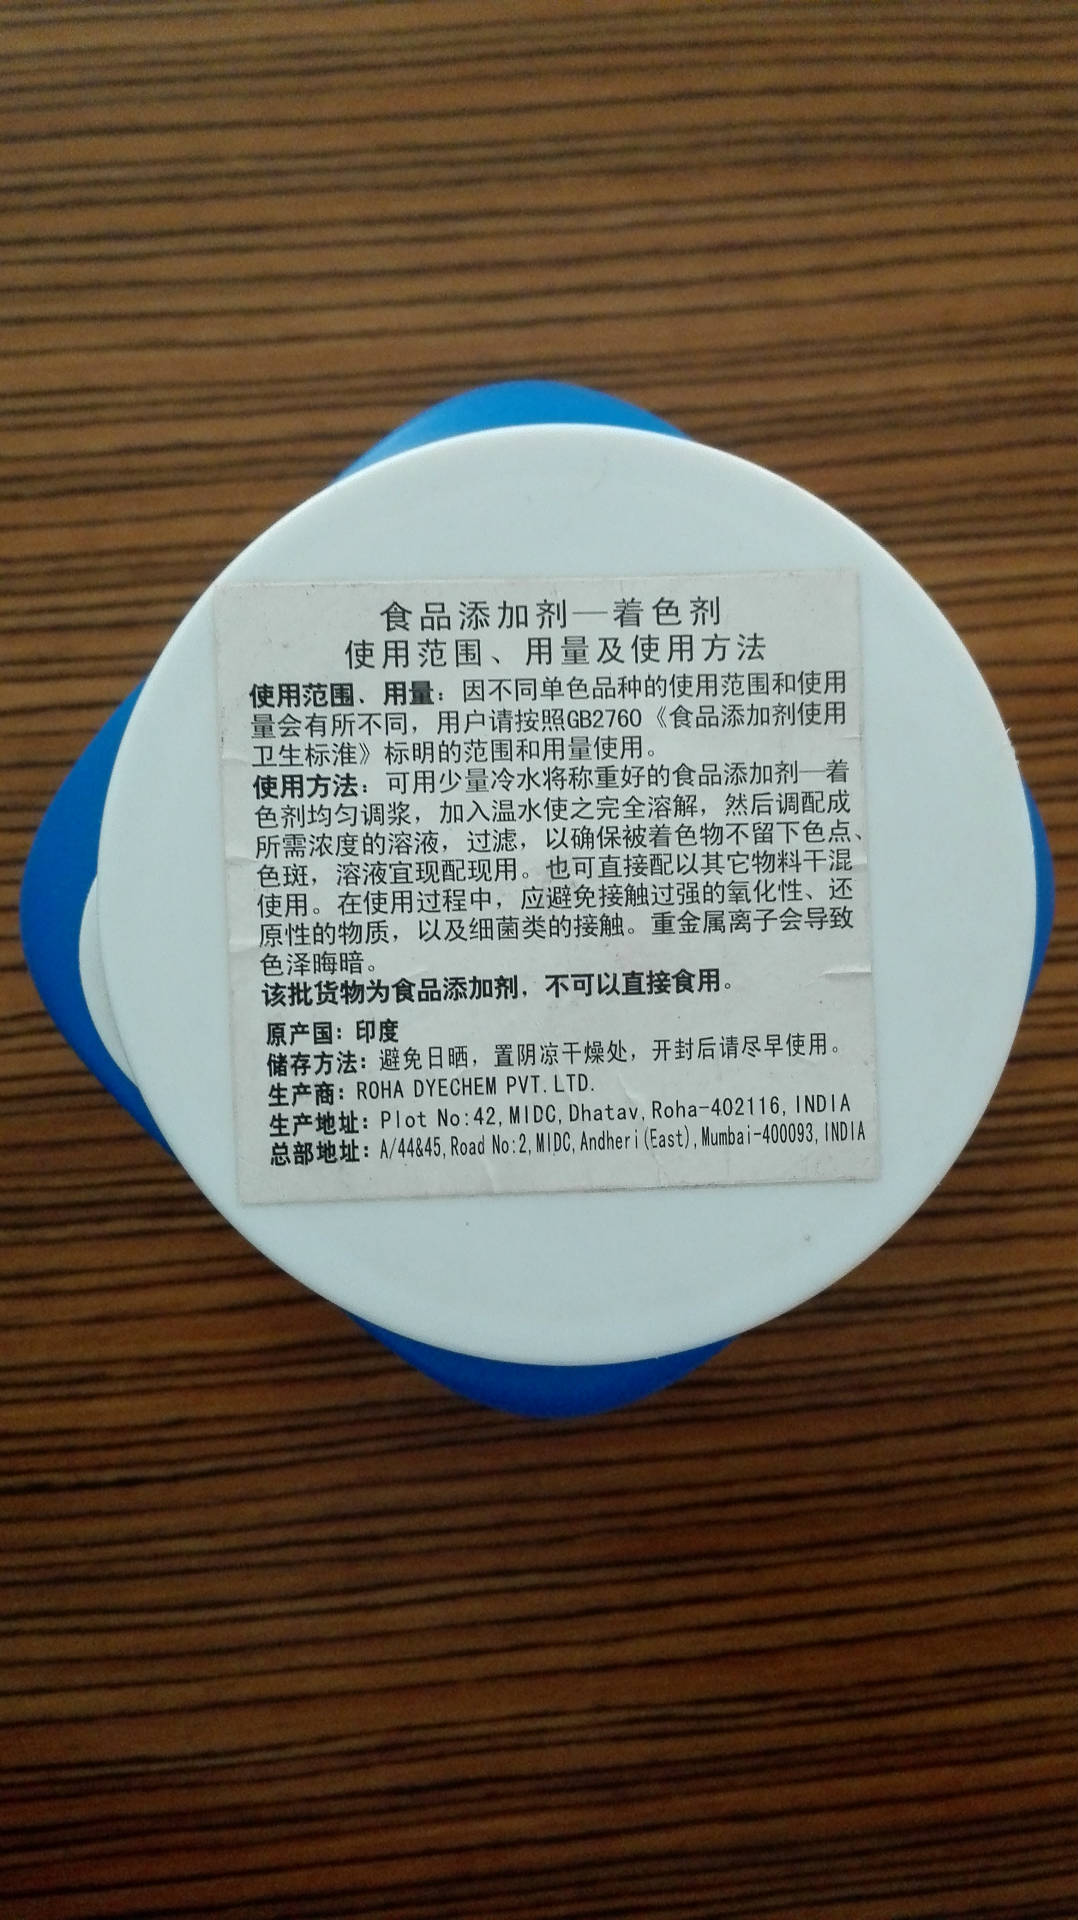 食品添加剂—着色剂
使用范围、用量及使用方法
使用范围、用量：因不同单色品种的使用范围和使用
量会有所不同，用户请按照GB2760《食品添加剂使用
卫生标淮》标明的范围和用量使用。
使用方法：可用少量冷水将称重好的食品添加剂—着
色剂均匀调浆，加入温水使之完全溶解，然后调配成
所需浓度的溶液，过滤，以确保被着色物不留下色点、
色斑，溶液宜现配现用。也可直接配以其它物料干混
使用。在使用过程中，应避免接触过强的氧化性、还
原性的物质，以及细菌类的接触。重金属离子会导致
色泽晦暗。
该批货物为食品添加剂，不可以直接食用。
原产国：印度
储存方法：避免日晒，置阴凉干燥处，开封后请尽早使用。
生产商：ROHA DYECHEM PVT.LTD.
生产地址：Plot No:42,MIDC,Dhatav,Roha-402116,INDIA
总部地址：A/44&45,Road No:2,MIDC,Andheri(East),Mumbai-400093,INDIA